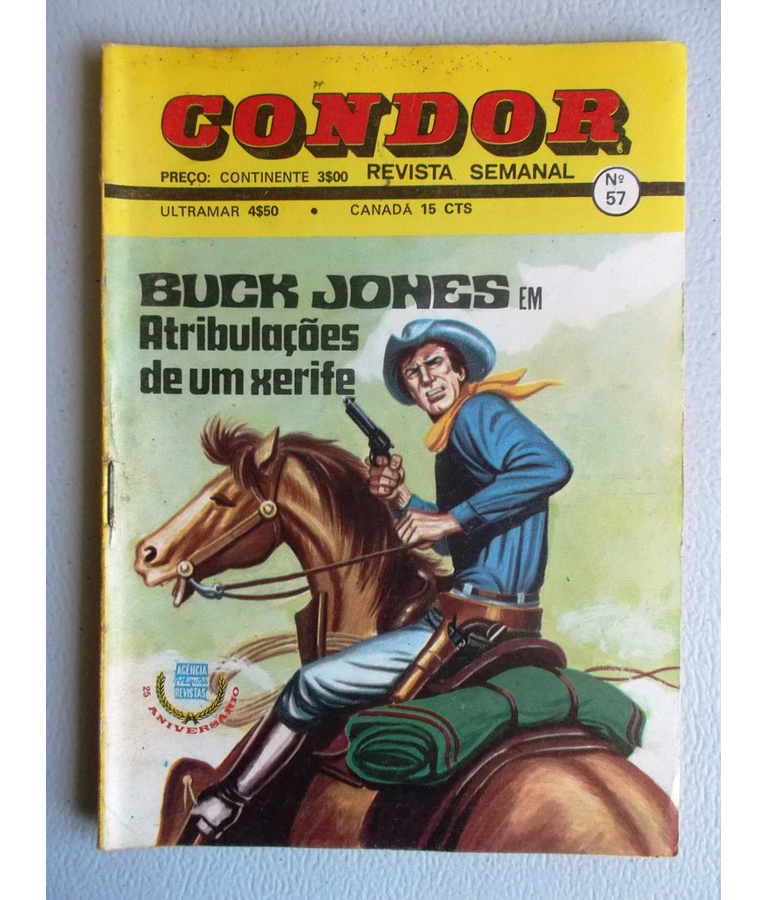 CONDOR
PREÇO: CONTINENTE 3$00 REVISTA SEMANAL
Nº
57
ULTRAMAR 4$50 • CANADÁ 15 CTS
BUCK JONES EM
Atribulações
de um xerife
AGENCIA
REVISTAS
25 ANIVERSÁRIO